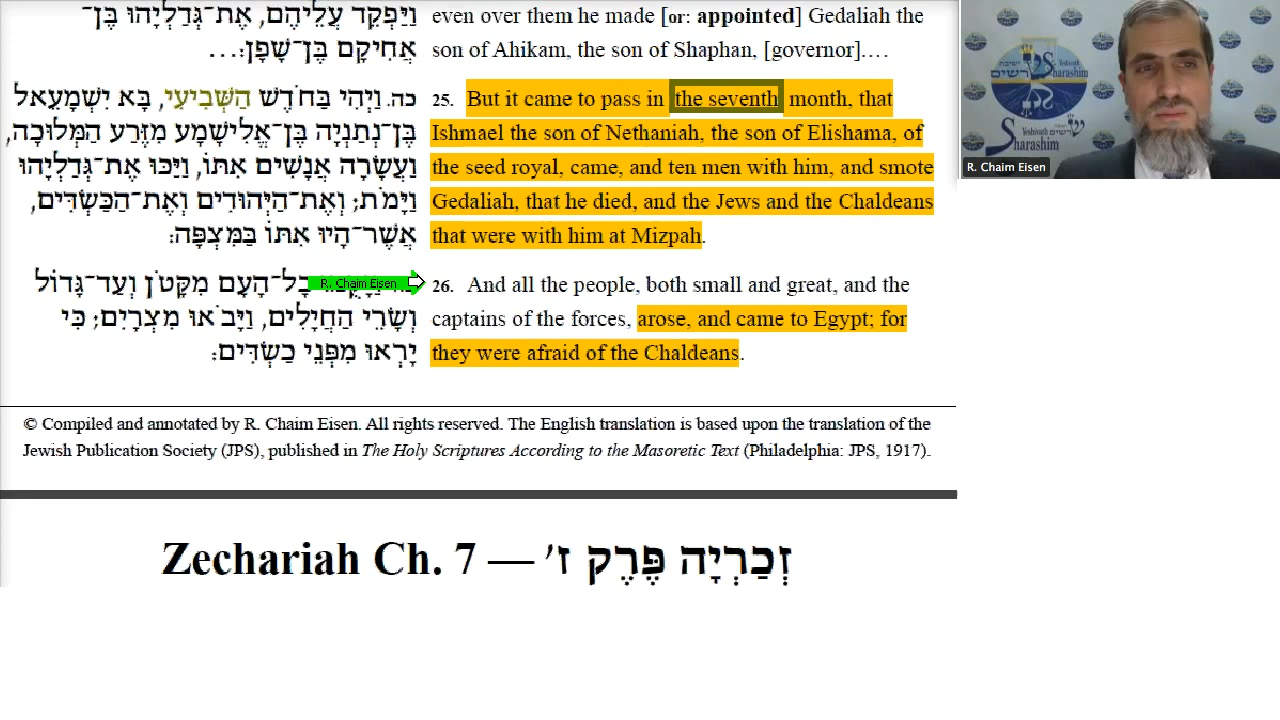 וַיַּפְקֵד עֲלֵיהֶם, אֶת־גְּדַלְיָהוּ בֶּן־
אֲחִיקָם בֶּן־שָׁפָן:…
כה. וַיְהִי בַּחֹדֶשׁ הַשְּׁבִיעִי, בָּא יִשְׁמָעֵאל
בֶּן־נְתַנְיָה בֶּן־אֱלִישָׁמָע מִזֶּרַע הַמְּלוּכָה,
וַעֲשָׂרָה אֲנָשִׁים אִתּוֹ, וַיַּכּוּ אֶת־גְּדַלְיָהוּ
וַיָּמֹת; וְאֶת־הַיְּהוּדִים וְאֶת־הַכַּשְׂדִּים,
אֲשֶׁר־הָיוּ אִתּוֹ בַּמִּצְפָּה:
כָל־הָעָם מִקָּטֹן וְעַד־גָּדוֹל
וְשָׂרֵי הַחֲיָלִים, וַיָּבֹאוּ מִצְרָיִם; כִּי
יָרְאוּ מִפְּנֵי כַשְׂדִּים:
even over them he made [or: appointed] Gedaliah the
son of Ahikam, the son of Shaphan, [governor]….
25. But it came to pass in the seventh month, that
Ishmael the son of Nethaniah, the son of Elishama, of
the seed royal, came, and ten men with him, and smote
Gedaliah, that he died, and the Jews and the Chaldeans
that were with him at Mizpah.
R. Chaim Eisen
26. And all the people, both small and great, and the
captains of the forces, arose, and came to Egypt; for
they were afraid of the Chaldeans.
© Compiled and annotated by R. Chaim Eisen. All rights reserved. The English translation is based upon the translation of the
Jewish Publication Society (JPS), published in The Holy Scriptures According to the Masoretic Text (Philadelphia: JPS, 1917).
Zechariah Ch. 7 — זְכַרְיָה פֶּרֶק ז׳
Yeshivath
Sharashim
R. Chaim Eisen